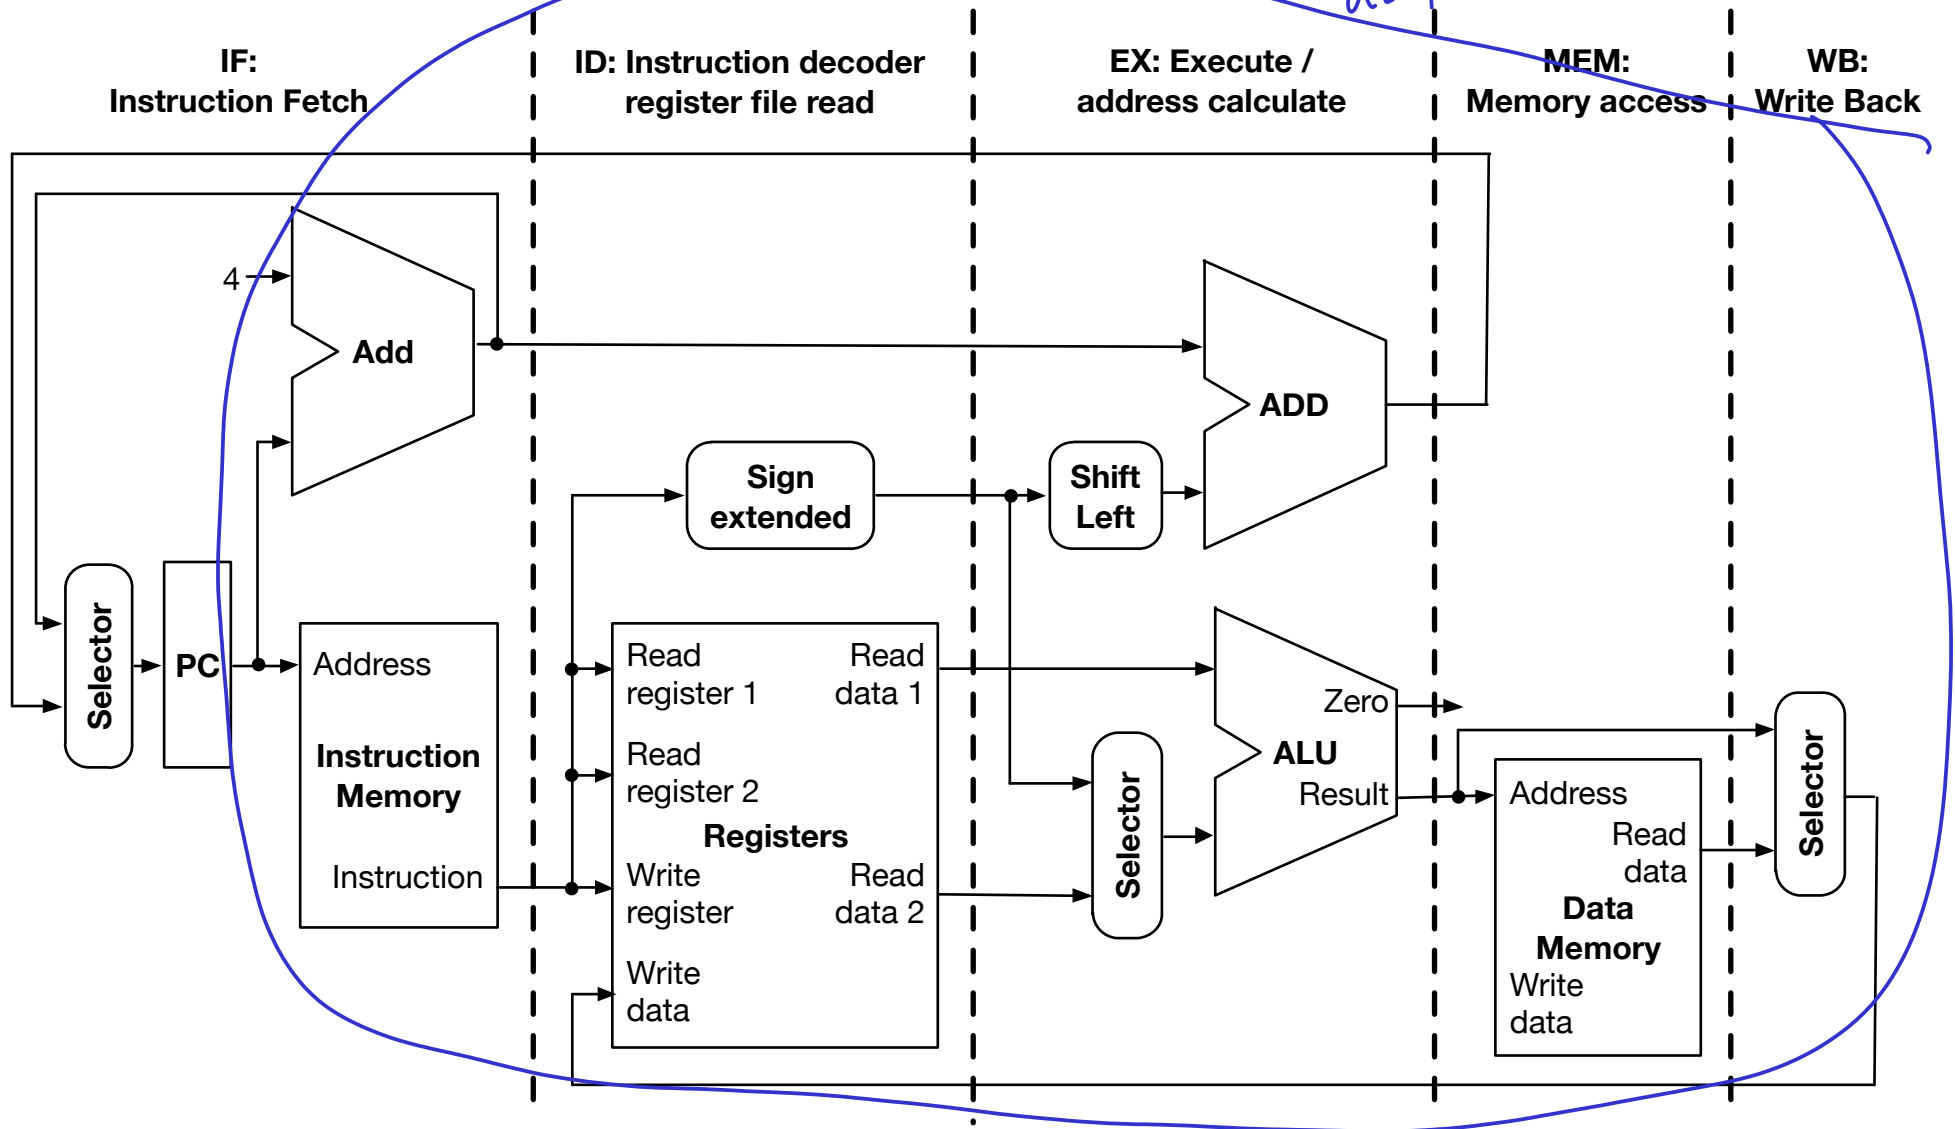 IF:
Instruction Fetch
ID: Instruction decoder
register file read
EX: Execute /
address calculate
MEM:
Memory access
WB:
Write Back
4
Add
ADD
Sign
extended
Shift
Left
Selector
PC
Address
Instruction
Memory
Instruction
Read
register 1
Read
data 1
Read
register 2
Registers
Write
register
Read
data 2
Write
data
Selector
Zero
ALU
Result
Address
Read
data
Data
Memory
Write
data
Selector